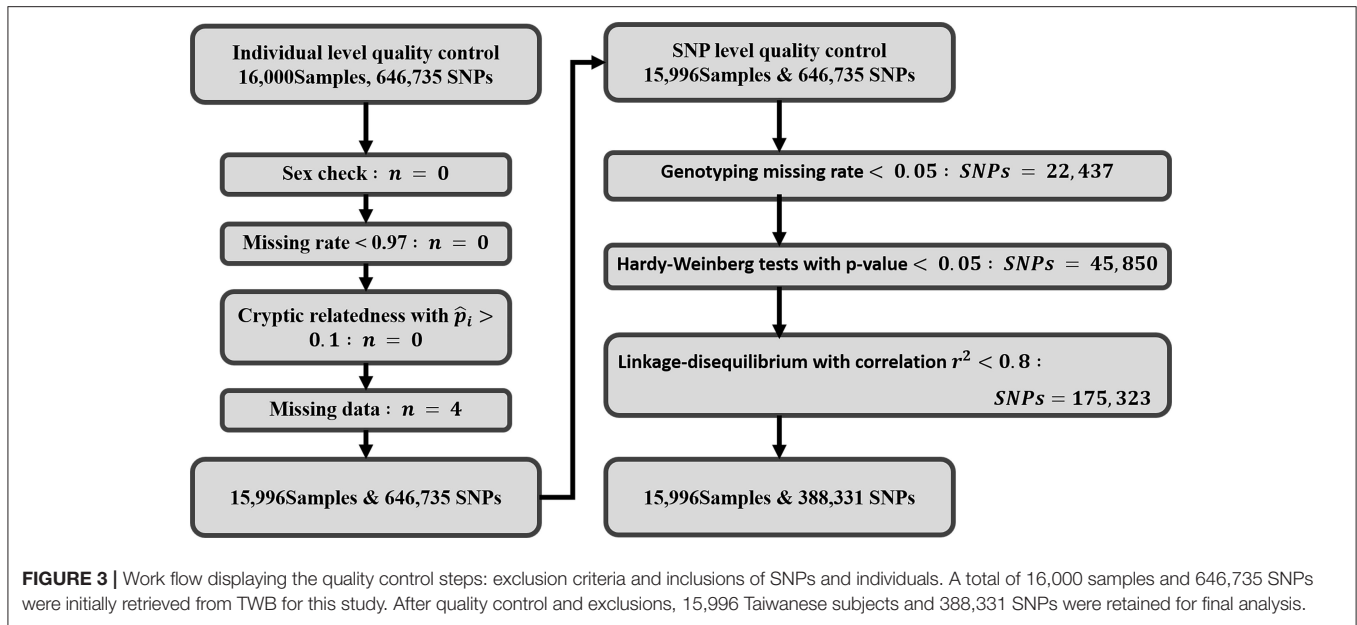 Individual level quality control
16,000Samples, 646,735 SNPs
Sex check : n = 0
Missing rate < 0.97 : n = 0
Cryptic relatedness with p̂ᵢ >
0.1 : n = 0
Missing data : n = 4
15,996Samples & 646,735 SNPs
SNP level quality control
15,996Samples & 646,735 SNPs
Genotyping missing rate < 0.05 : SNPs = 22,437
Hardy-Weinberg tests with p-value < 0.05 : SNPs = 45,850
Linkage-disequilibrium with correlation r² < 0.8 :
SNPs = 175,323
15,996Samples & 388,331 SNPs
FIGURE 3 | Work flow displaying the quality control steps: exclusion criteria and inclusions of SNPs and individuals. A total of 16,000 samples and 646,735 SNPs
were initially retrieved from TWB for this study. After quality control and exclusions, 15,996 Taiwanese subjects and 388,331 SNPs were retained for final analysis.